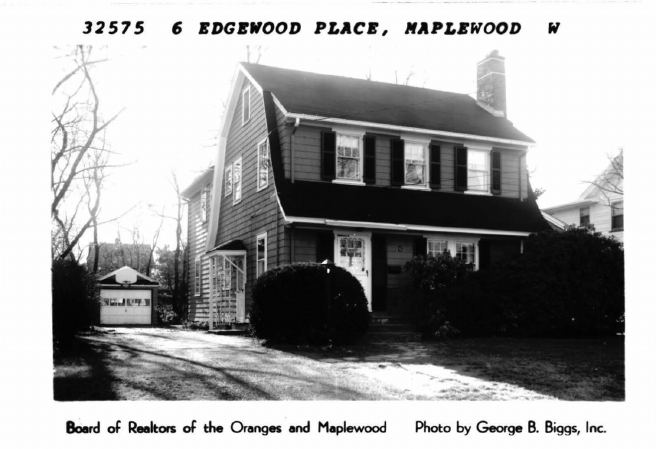 32575 6 EDGEWOOD PLACE, MAPLEWOOD W
Board of Realtors of the Oranges and Maplewood Photo by George B. Biggs, Inc.